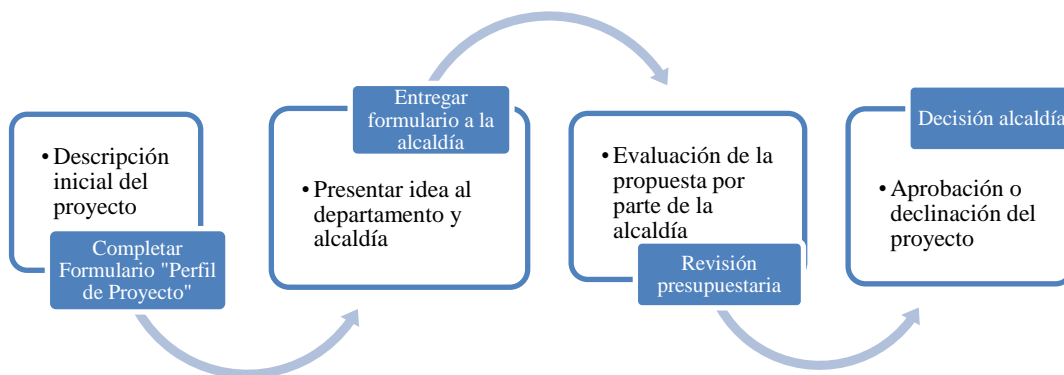 • Descripción
inicial del
proyecto
Completar
Formulario "Perfil
de Proyecto"
Entregar
formulario a la
alcaldía
• Presentar idea al
departamento y
alcaldía
• Evaluación de la
propuesta por
parte de la
alcaldía
Revisión
presupuestaria
Decisión alcaldía
• Aprobación o
declinación del
proyecto